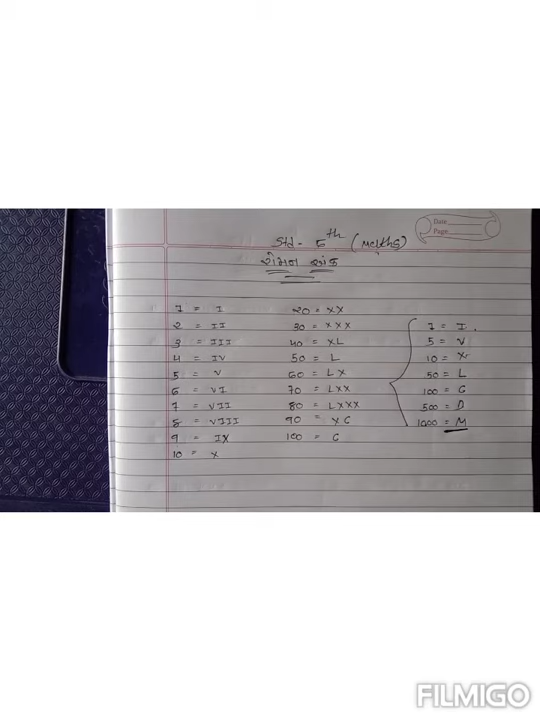 Date
Page
Std - 5th (Maths)
રોમન અંક
1 = I
2 = II
3 = III
4 = IV
5 = V
6 = VI
7 = VII
8 = VIII
9 = IX
10 = X
20 = XX
30 = XXX
40 = XL
50 = L
60 = LX
70 = LXX
80 = LXXX
90 = XC
100 = C
1 = I.
5 = V
10 = X
50 = L
100 = C
500 = D
1000 = M
FILMIGO